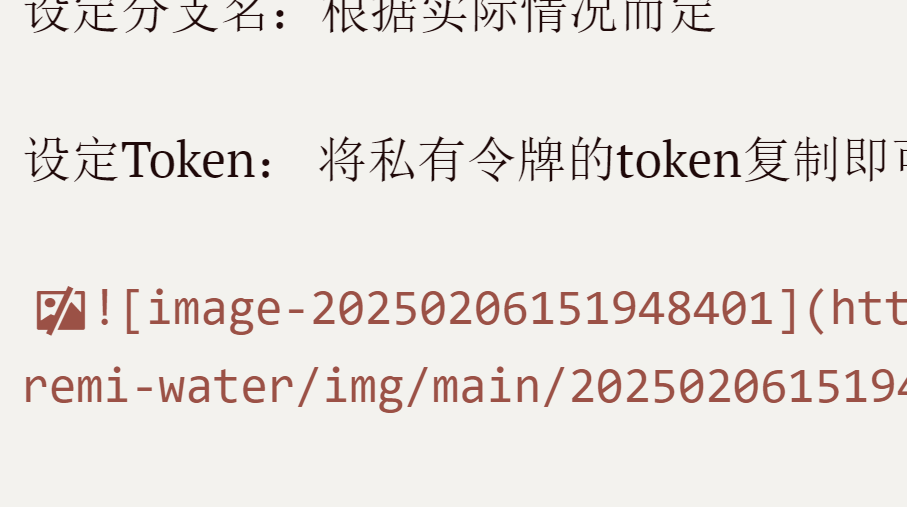 设定分支名：根据实际情况而定
设定Token： 将私有令牌的token复制即可
![image-20250206151948401](htt
remi-water/img/main/2025020615194